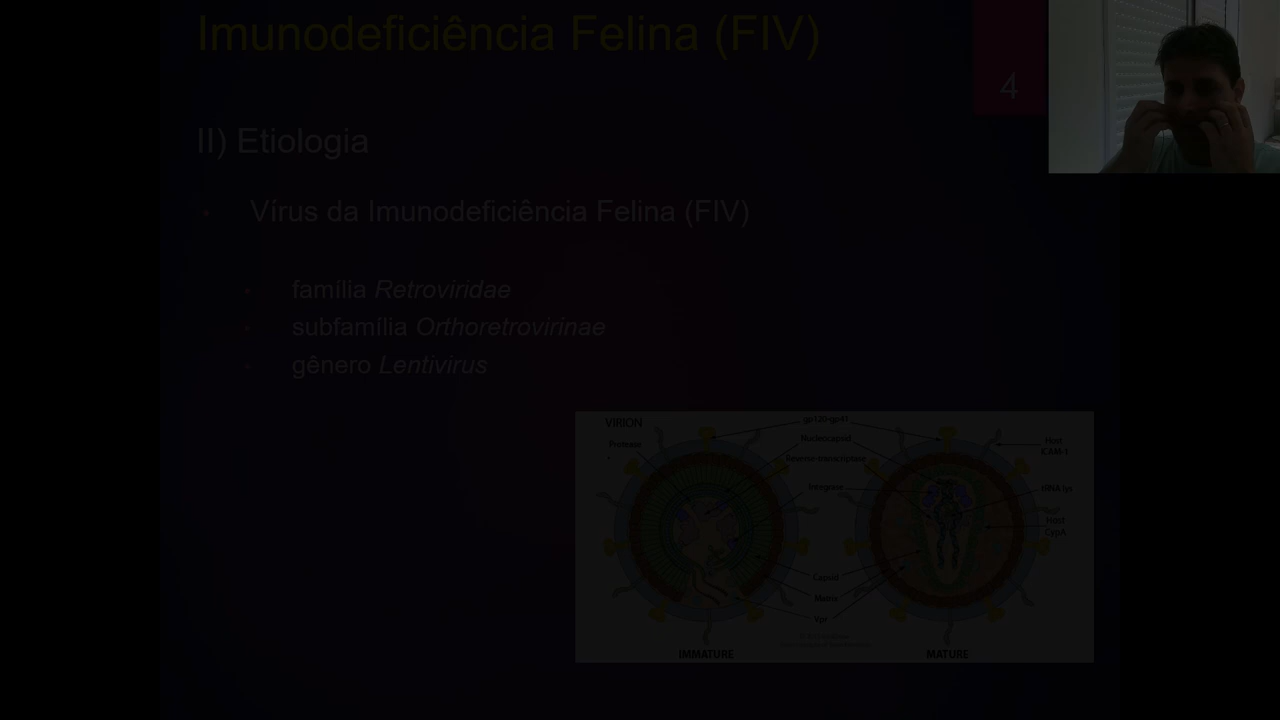 Imunodeficiência Felina (FIV)
4
II) Etiologia
• Vírus da Imunodeficiência Felina (FIV)
• família Retroviridae
• subfamília Orthoretrovirinae
• gênero Lentivirus
VIRION
gp120-gp41
Protease
Nucleocapsid
Reverse-transcriptase
Host
ICAM-1
Integrase
tRNA lys
Host
CypA
Capsid
Matrix
Vpr
IMMATURE
MATURE